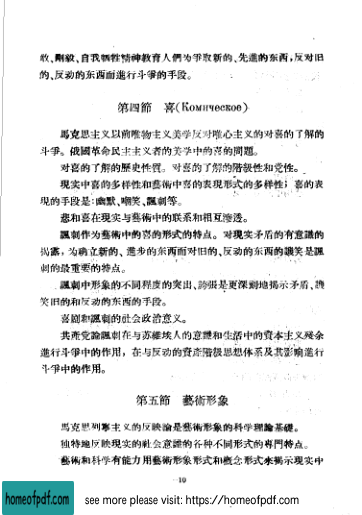 敢、剛毅、自我牺牲精神教育人們为爭取新的、先進的东西，反对旧
的、反动的东西而進行斗爭的手段。
第四節　喜(Комическое)
馬克思主义以前唯物主义美学反对唯心主义的对喜的了解的
斗爭。俄國革命民主主义者的美学中的喜的問題。
对喜的了解的歷史性質。对喜的了解的階級性和党性。
現实中喜的多样性和藝術中喜的表現形式的多样性；喜的表
現的手段是：幽默、嘲笑、諷刺等。
悲和喜在現实与藝術中的联系和相互滲透。
諷刺作为藝術中的喜的形式的特点。对現实矛盾的有意識的
揭露，为确立新的、進步的东西而对旧的、反动的东西的譏笑是諷
刺的最重要的特点。
諷刺中形象的不同程度的突出、誇張是更深刻地揭示矛盾、譏
笑旧的和反动的东西的手段。
喜剧和諷刺的社会政治意义。
共產党論諷刺在与苏維埃人的意識和生活中的資本主义殘余
進行斗爭中的作用，在与反动的資產階級思想体系及其影响進行
斗爭中的作用。
第五節　藝術形象
馬克思列寧主义的反映論是藝術形象的科学理論基礎。
独特地反映現实的社会意識的各种不同形式的專門特点。
藝術和科学有能力用藝術形象形式和概念形式來揭示現实中
10
homeofpdf.com
see more please visit: https://homeofpdf.com